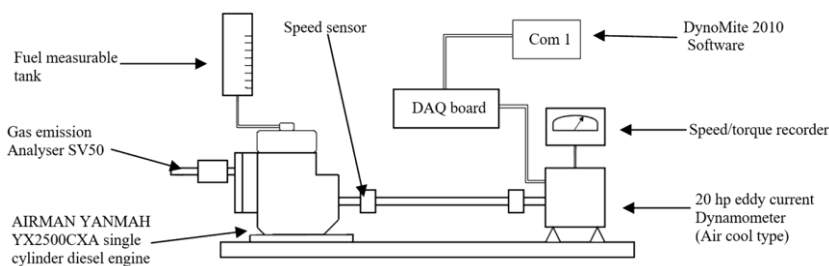 Fuel measurable
tank
Speed sensor
Com 1
DynoMite 2010
Software
DAQ board
Gas emission
Analyser SV50
Speed/torque recorder
AIRMAN YANMAH
YX2500CXA single
cylinder diesel engine
20 hp eddy current
Dynamometer
(Air cool type)